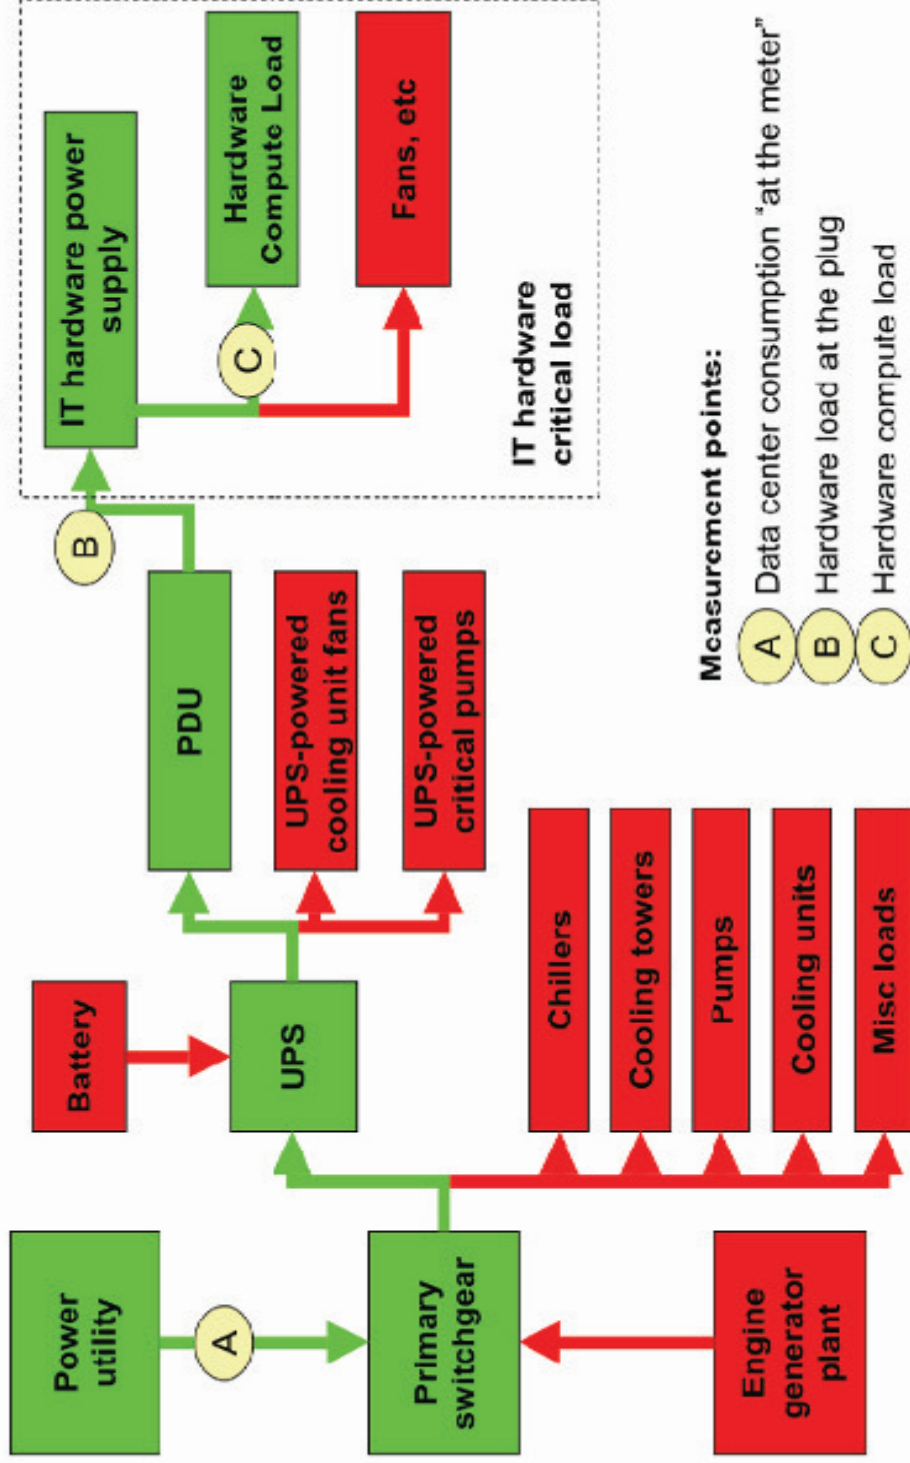 Power
utility
A
Primary
switchgear
Engine
generator
plant
Battery
UPS
Chillers
Cooling towers
Pumps
Cooling units
Misc loads
PDU
UPS-powered
cooling unit fans
UPS-powered
critical pumps
B
IT hardware power
supply
C
Hardware
Compute Load
Fans, etc
IT hardware
critical load
Measurement points:
A Data center consumption "at the meter"
B Hardware load at the plug
C Hardware compute load